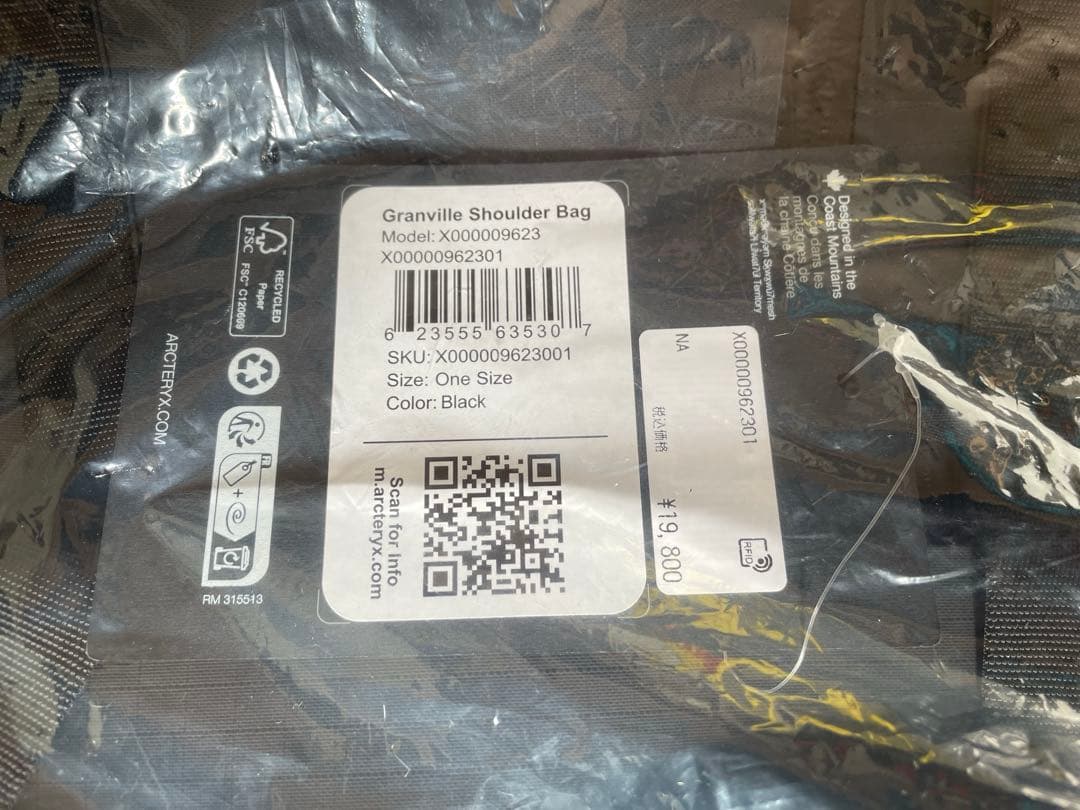 Granville Shoulder Bag
Model: X000009623
X00000962301
6 23555 63530 7
SKU: X000009623001
Size: One Size
Color: Black
Scan for Info
m.arcteryx.com
X00000962301
NA
税込価格
¥19,800
RFID
Designed in the
Coast Mountains
Conçu dans les
montagnes de
la chaîne Côtière
FSC
RECYCLED
Paper
FSC® C120609
ARCTERYX.COM
FR
+
RM 315513